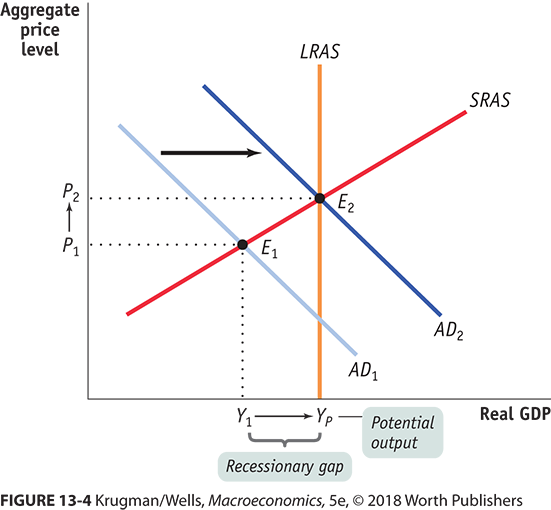 Aggregate
price
level
LRAS
SRAS
P2
P1
E2
E1
AD2
AD1
Y1
YP
Potential
output
Real GDP
Recessionary gap
FIGURE 13-4 Krugman/Wells, Macroeconomics, 5e, © 2018 Worth Publishers